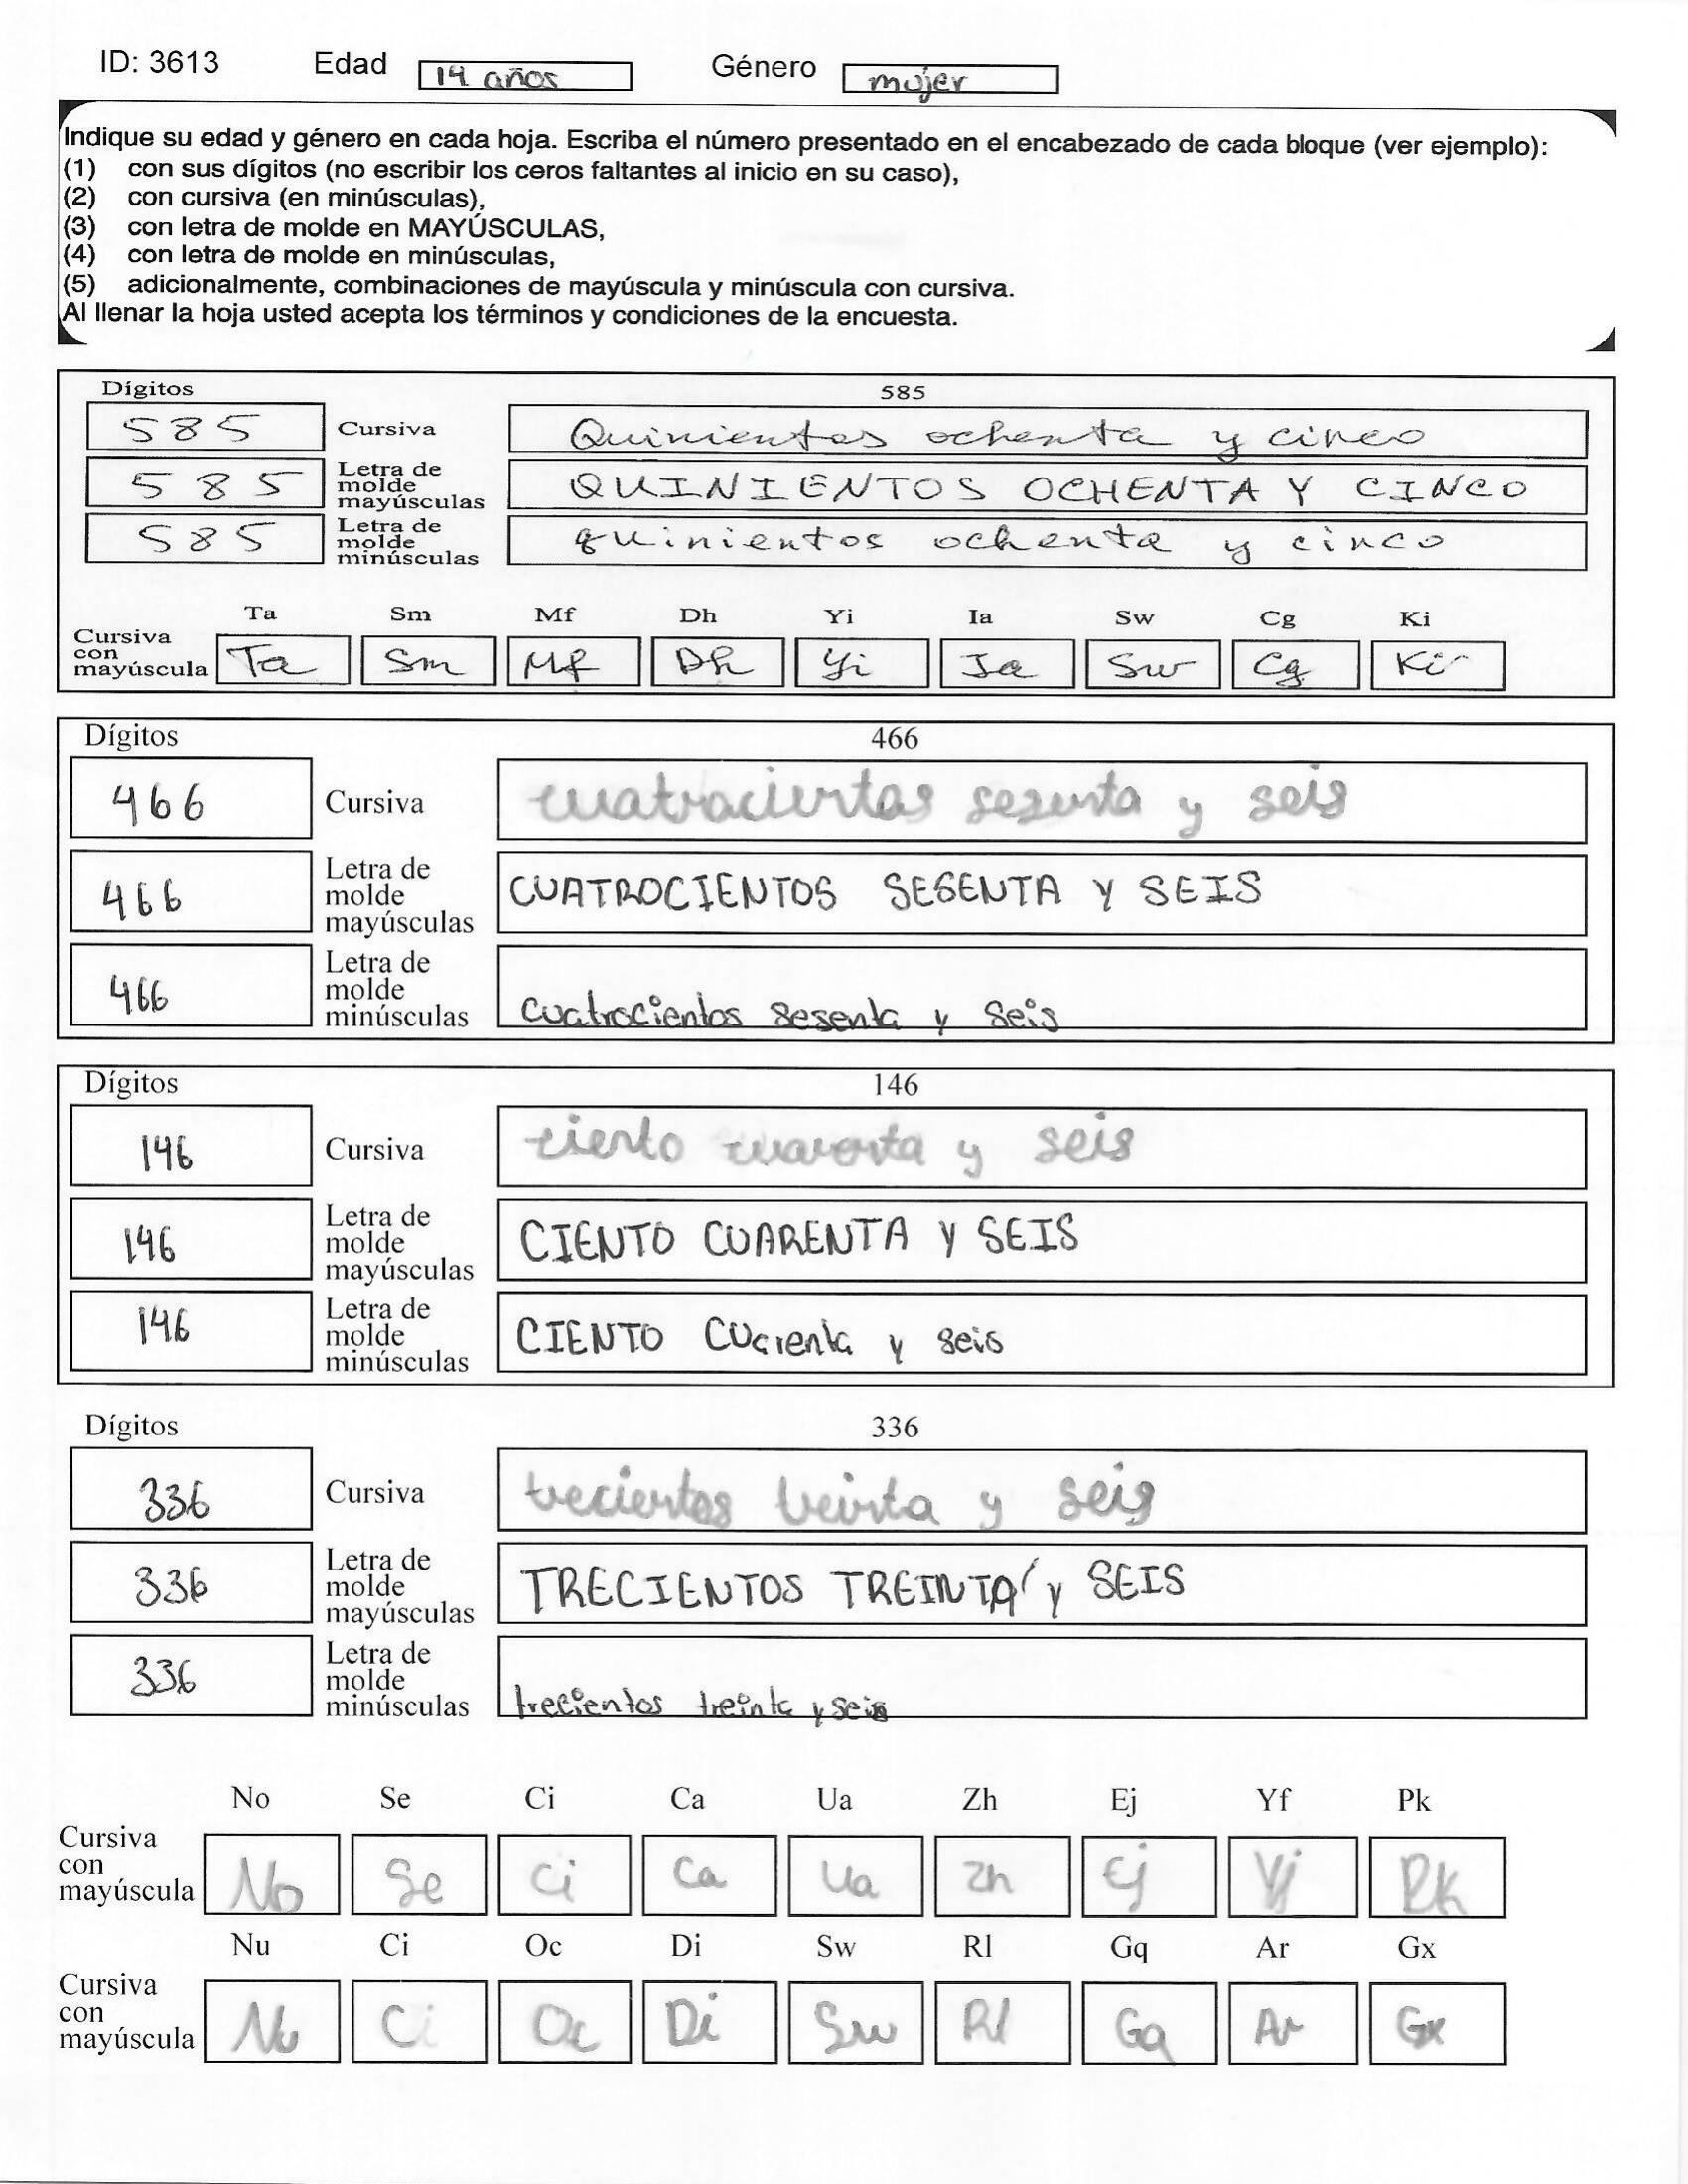 ID: 3613 Edad 14 años Género mujer
Indique su edad y género en cada hoja. Escriba el número presentado en el encabezado de cada bloque (ver ejemplo):
(1) con sus dígitos (no escribir los ceros faltantes al inicio en su caso),
(2) con cursiva (en minúsculas),
(3) con letra de molde en MAYÚSCULAS,
(4) con letra de molde en minúsculas,
(5) adicionalmente, combinaciones de mayúscula y minúscula con cursiva.
Al llenar la hoja usted acepta los términos y condiciones de la encuesta.
Dígitos 585
585 Cursiva Quinientos ochenta y cinco
585 Letra de molde mayúsculas QUINIENTOS OCHENTA Y CINCO
585 Letra de molde minúsculas quinientos ochenta y cinco
Ta Sm Mf Dh Yi Ia Sw Cg Ki
Cursiva con mayúscula Ta Sm Mf Dh Yi Ia Sw Cg Ki
Dígitos 466
466 Cursiva cuatrocientos sesenta y seis
466 Letra de molde mayúsculas CUATROCIENTOS SESENTA Y SEIS
466 Letra de molde minúsculas cuatrocientos sesenta y seis
Dígitos 146
146 Cursiva ciento cuarenta y seis
146 Letra de molde mayúsculas CIENTO CUARENTA Y SEIS
146 Letra de molde minúsculas CIENTO CUarenta y seis
Dígitos 336
336 Cursiva trecientos treinta y seis
336 Letra de molde mayúsculas TRECIENTOS TREINTA y SEIS
336 Letra de molde minúsculas trecientos treinta y seis
No Se Ci Ca Ua Zh Ej Yf Pk
Cursiva con mayúscula No Se Ci Ca Ua Zh Ej Yj Pk
Nu Ci Oc Di Sw Rl Gq Ar Gx
Cursiva con mayúscula Nu Ci Oc Di Sw Rl Gq Ar Gx